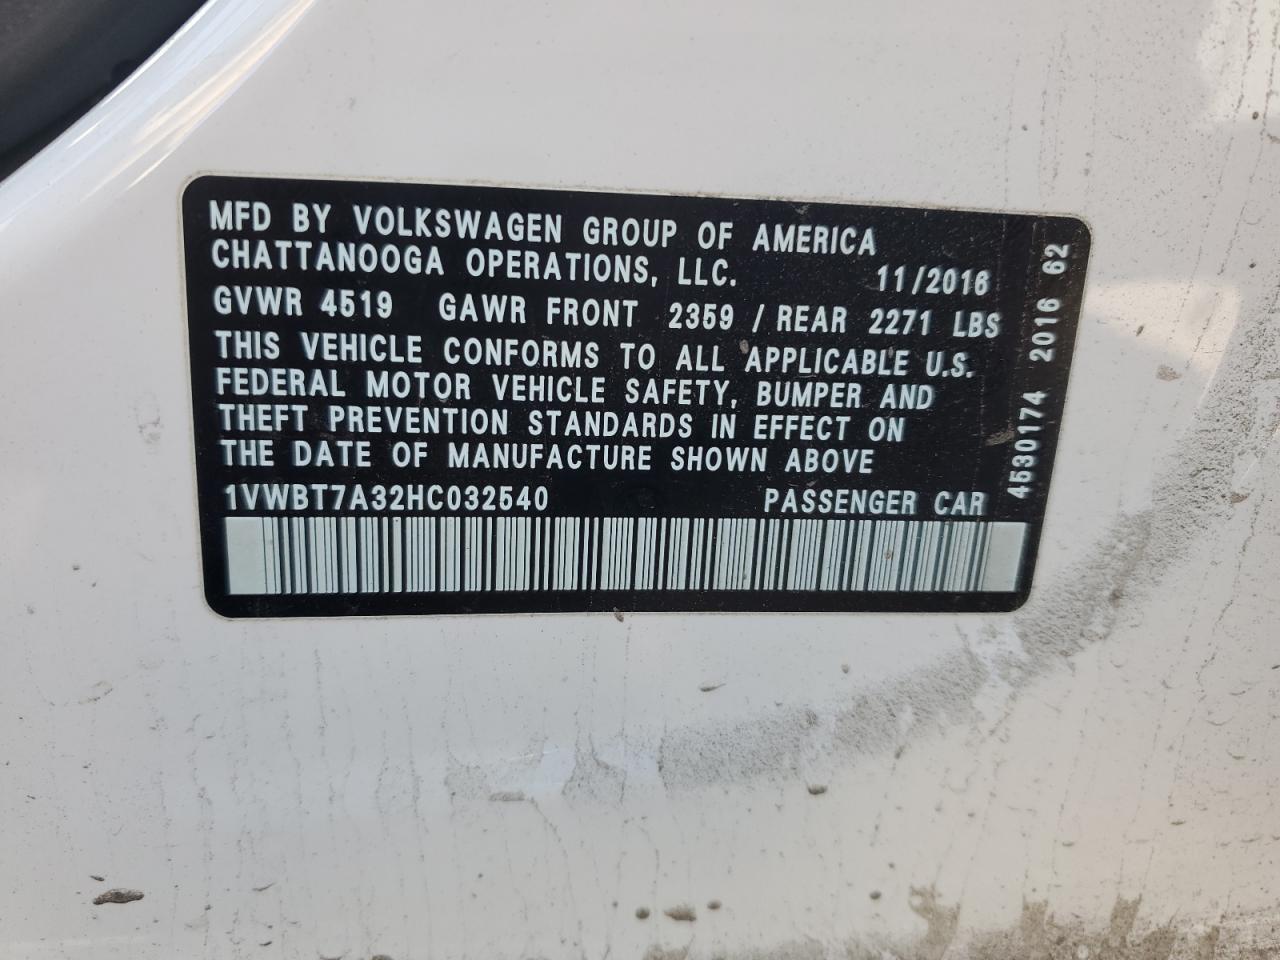 MFD BY VOLKSWAGEN GROUP OF AMERICA
CHATTANOOGA OPERATIONS, LLC. 11/2016
GVWR 4519 GAWR FRONT 2359 / REAR 2271 LBS
THIS VEHICLE CONFORMS TO ALL APPLICABLE U.S.
FEDERAL MOTOR VEHICLE SAFETY, BUMPER AND
THEFT PREVENTION STANDARDS IN EFFECT ON
THE DATE OF MANUFACTURE SHOWN ABOVE
1VWBT7A32HC032540 PASSENGER CAR
4530174 2016 62